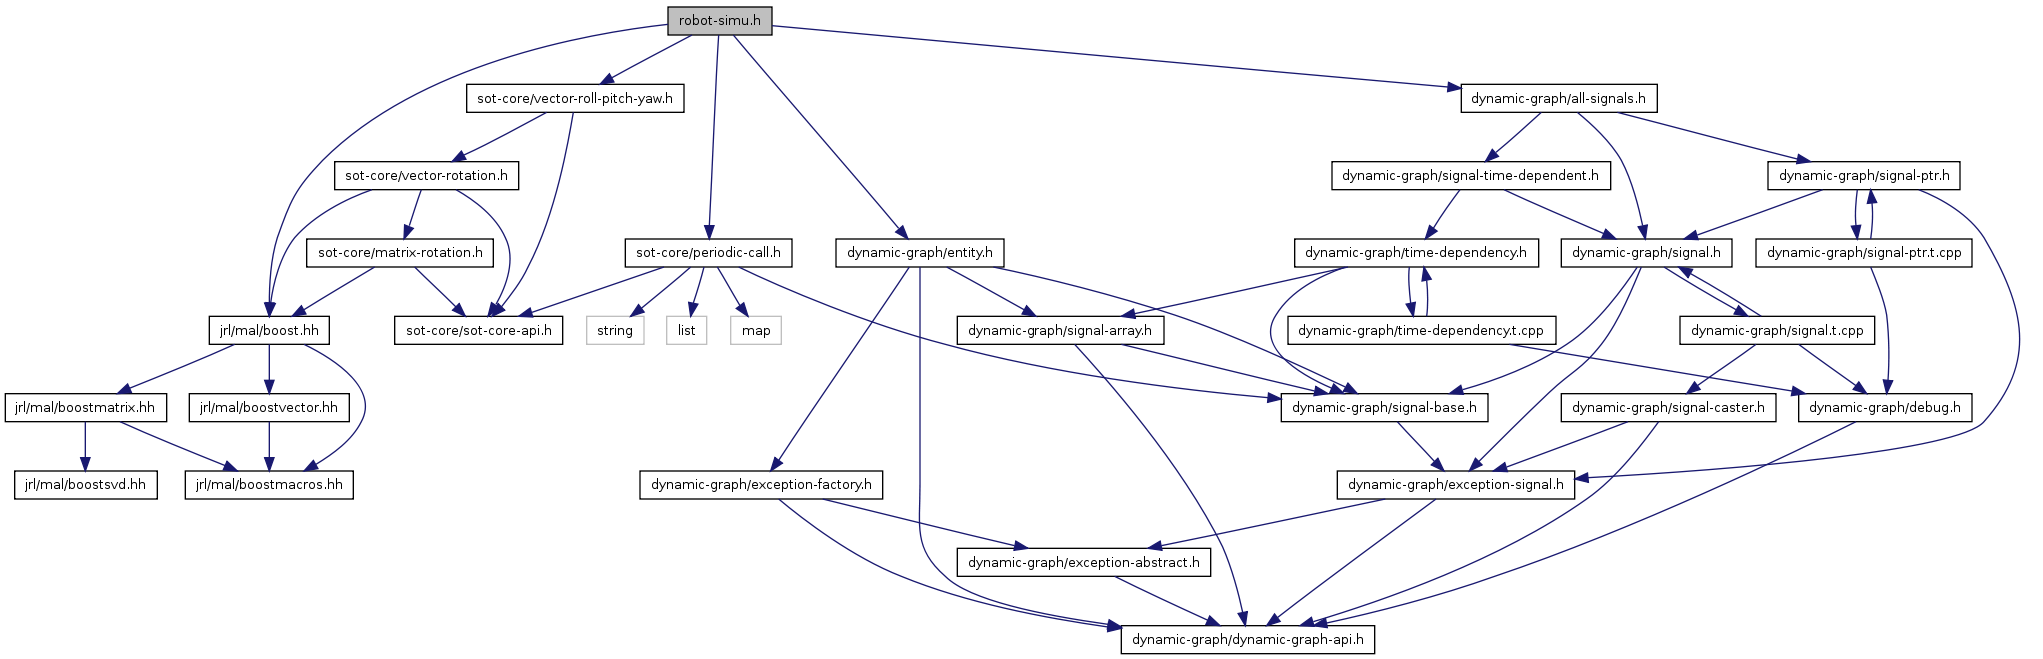 robot-simu.h
sot-core/vector-roll-pitch-yaw.h
dynamic-graph/all-signals.h
sot-core/vector-rotation.h
dynamic-graph/signal-time-dependent.h
dynamic-graph/signal-ptr.h
sot-core/matrix-rotation.h
sot-core/periodic-call.h
dynamic-graph/entity.h
dynamic-graph/time-dependency.h
dynamic-graph/signal.h
dynamic-graph/signal-ptr.t.cpp
jrl/mal/boost.hh
sot-core/sot-core-api.h
string
list
map
dynamic-graph/signal-array.h
dynamic-graph/time-dependency.t.cpp
dynamic-graph/signal.t.cpp
jrl/mal/boostmatrix.hh
jrl/mal/boostvector.hh
dynamic-graph/signal-base.h
dynamic-graph/signal-caster.h
dynamic-graph/debug.h
jrl/mal/boostsvd.hh
jrl/mal/boostmacros.hh
dynamic-graph/exception-factory.h
dynamic-graph/exception-signal.h
dynamic-graph/exception-abstract.h
dynamic-graph/dynamic-graph-api.h